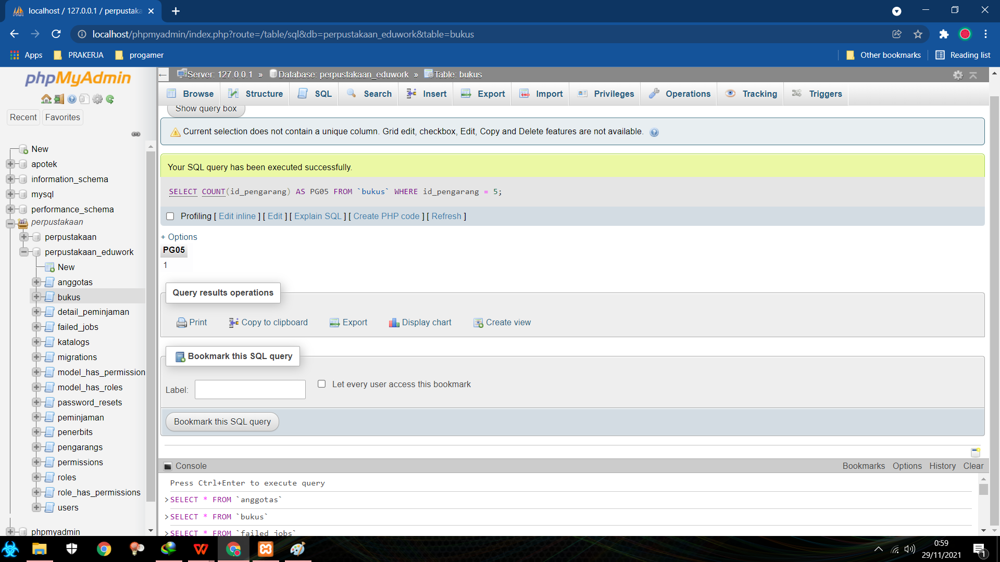 localhost / 127.0.0.1 / perpustaka
localhost/phpmyadmin/index.php?route=/table/sql&db=perpustakaan_eduwork&table=bukus
Apps PRAKERJA progamer Other bookmarks Reading list
phpMyAdmin
Recent Favorites
New
apotek
information_schema
mysql
performance_schema
perpustakaan
perpustakaan
perpustakaan_eduwork
New
anggotas
bukus
detail_peminjaman
failed_jobs
katalogs
migrations
model_has_permission
model_has_roles
password_resets
peminjaman
penerbits
pengarangs
permissions
roles
role_has_permissions
users
phpmyadmin
Server: 127.0.0.1 » Database: perpustakaan_eduwork » Table: bukus
Browse Structure SQL Search Insert Export Import Privileges Operations Tracking Triggers
Show query box
Current selection does not contain a unique column. Grid edit, checkbox, Edit, Copy and Delete features are not available.
Your SQL query has been executed successfully.
SELECT COUNT(id_pengarang) AS PG05 FROM `bukus` WHERE id_pengarang = 5;
Profiling [ Edit inline ] [ Edit ] [ Explain SQL ] [ Create PHP code ] [ Refresh ]
+ Options
PG05
1
Query results operations
Print Copy to clipboard Export Display chart Create view
Bookmark this SQL query
Label: Let every user access this bookmark
Bookmark this SQL query
Console Bookmarks Options History Clear
Press Ctrl+Enter to execute query
>SELECT * FROM `anggotas`
>SELECT * FROM `bukus`
>SELECT * FROM `failed_jobs`
0:59
29/11/2021
1